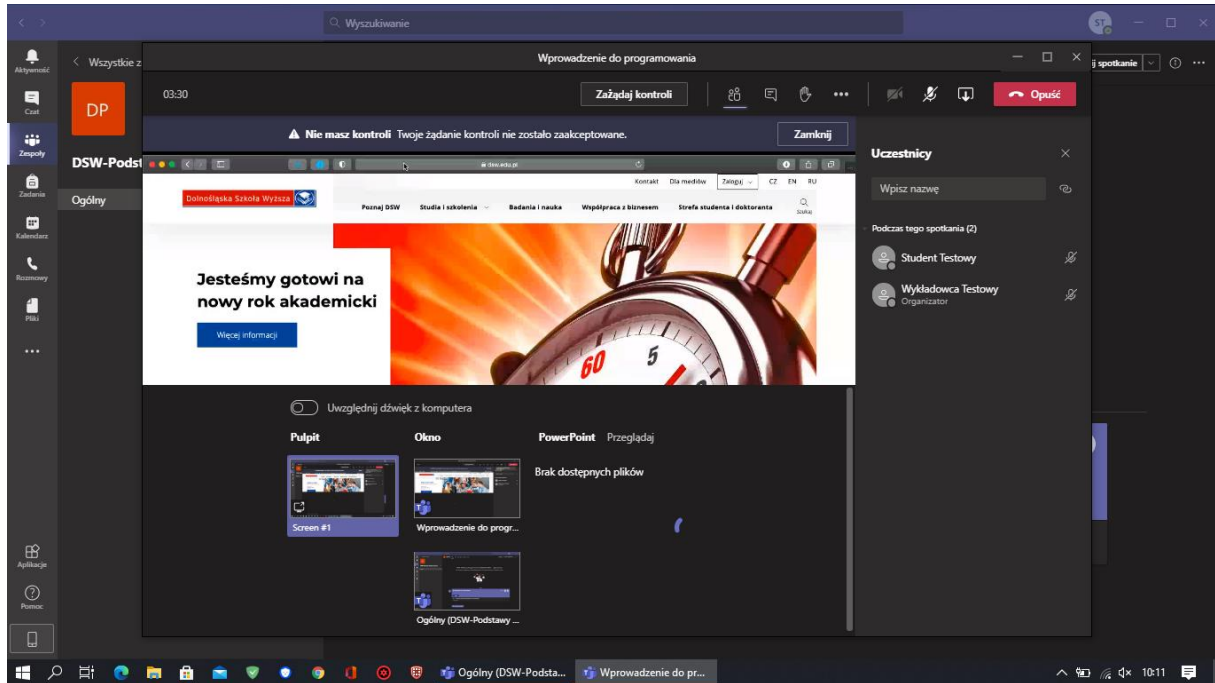 Wyszukiwanie
ST
Aktywność
Czat
Zespoły
Zadania
Kalendarz
Rozmowy
Pliki
Aplikacje
Pomoc
Wszystkie z
DP
DSW-Podst
Ogólny
Wprowadzenie do programowania
j spotkanie
03:30
Zażądaj kontroli
Opuść
Nie masz kontroli Twoje żądanie kontroli nie zostało zaakceptowane.
Zamknij
dsw.edu.pl
Kontakt Dla mediów Zaloguj CZ EN RU
Dolnośląska Szkoła Wyższa
Poznaj DSW Studia i szkolenia Badania i nauka Współpraca z biznesem Strefa studenta i doktoranta Szukaj
Jesteśmy gotowi na
nowy rok akademicki
Więcej informacji
60 5
Uczestnicy
Wpisz nazwę
Podczas tego spotkania (2)
Student Testowy
Wykładowca Testowy
Organizator
Uwzględnij dźwięk z komputera
Pulpit Okno PowerPoint Przeglądaj
Brak dostępnych plików
Screen #1
Wprowadzenie do progr...
Ogólny (DSW-Podstawy ...
Ogólny (DSW-Podsta...
Wprowadzenie do pr...
10:11